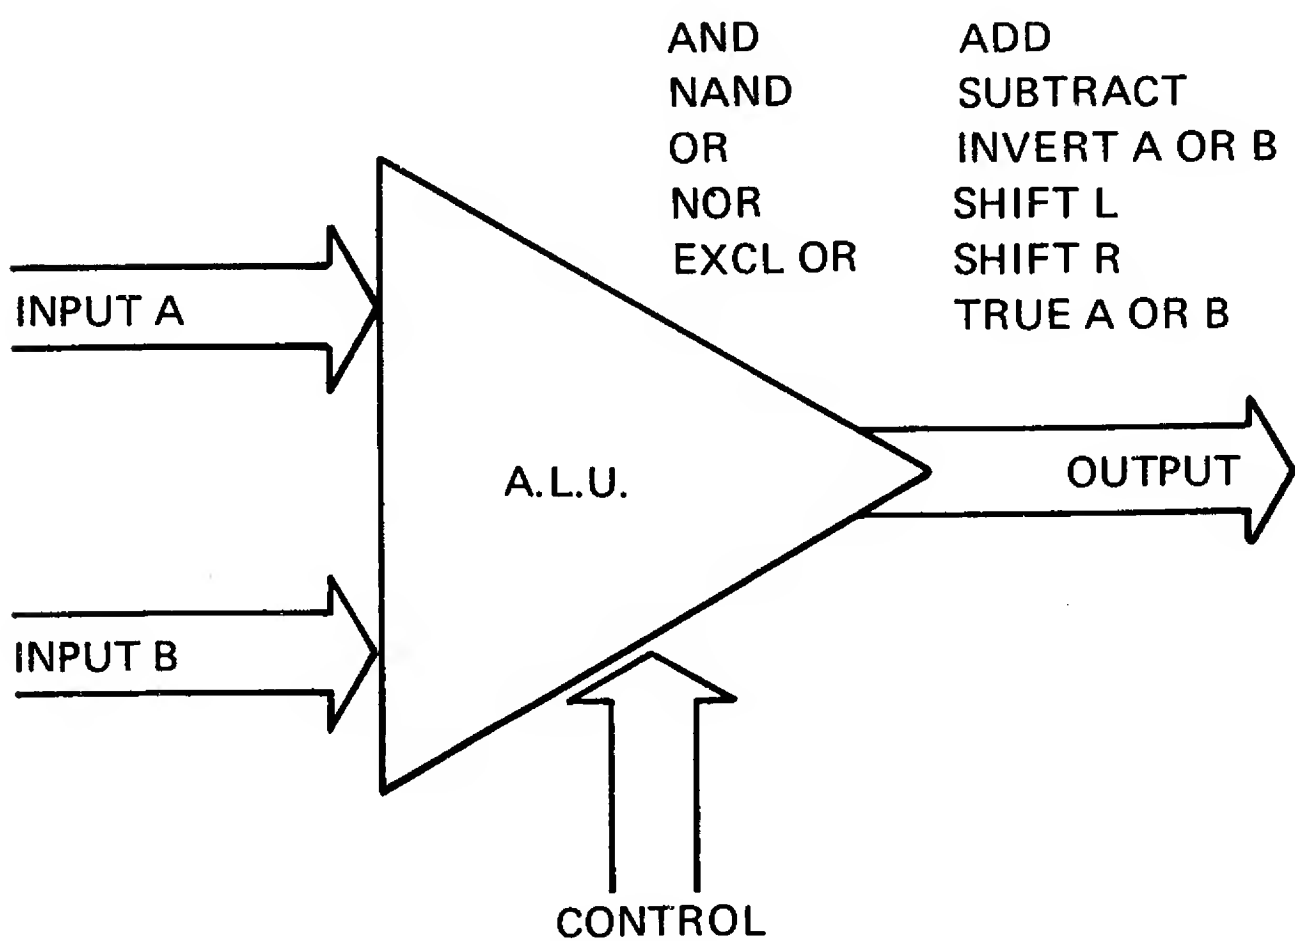 AND ADD
NAND SUBTRACT
OR INVERT A OR B
NOR SHIFT L
EXCL OR SHIFT R
TRUE A OR B
INPUT A
A.L.U.
OUTPUT
INPUT B
CONTROL